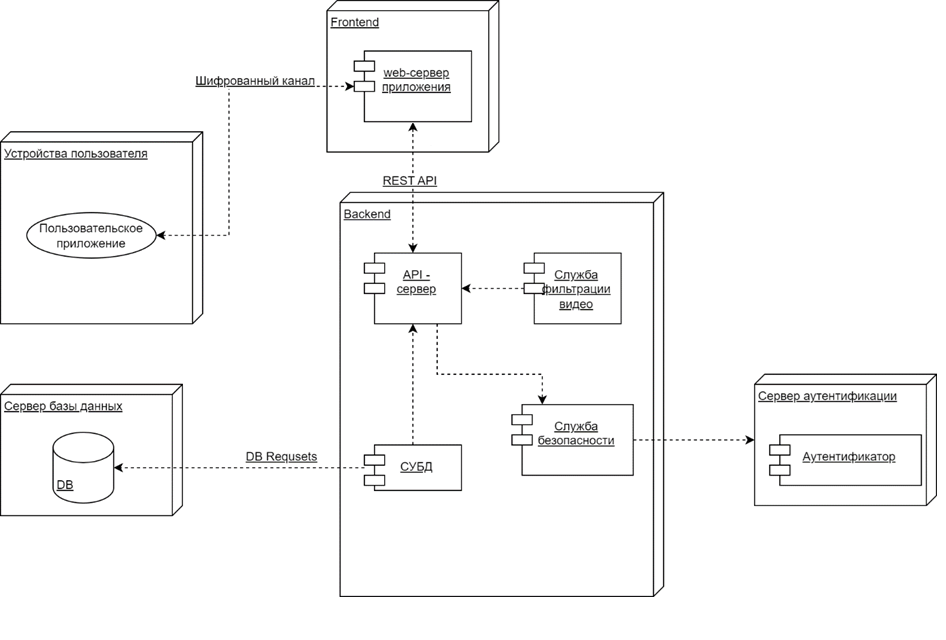 Frontend
web-сервер
приложения
Шифрованный канал
Устройства пользователя
Пользовательское
приложение
REST API
Backend
API -
сервер
Служба
фильтрации
видео
Сервер базы данных
DB
DB Requsets
СУБД
Служба
безопасности
Сервер аутентификации
Аутентификатор